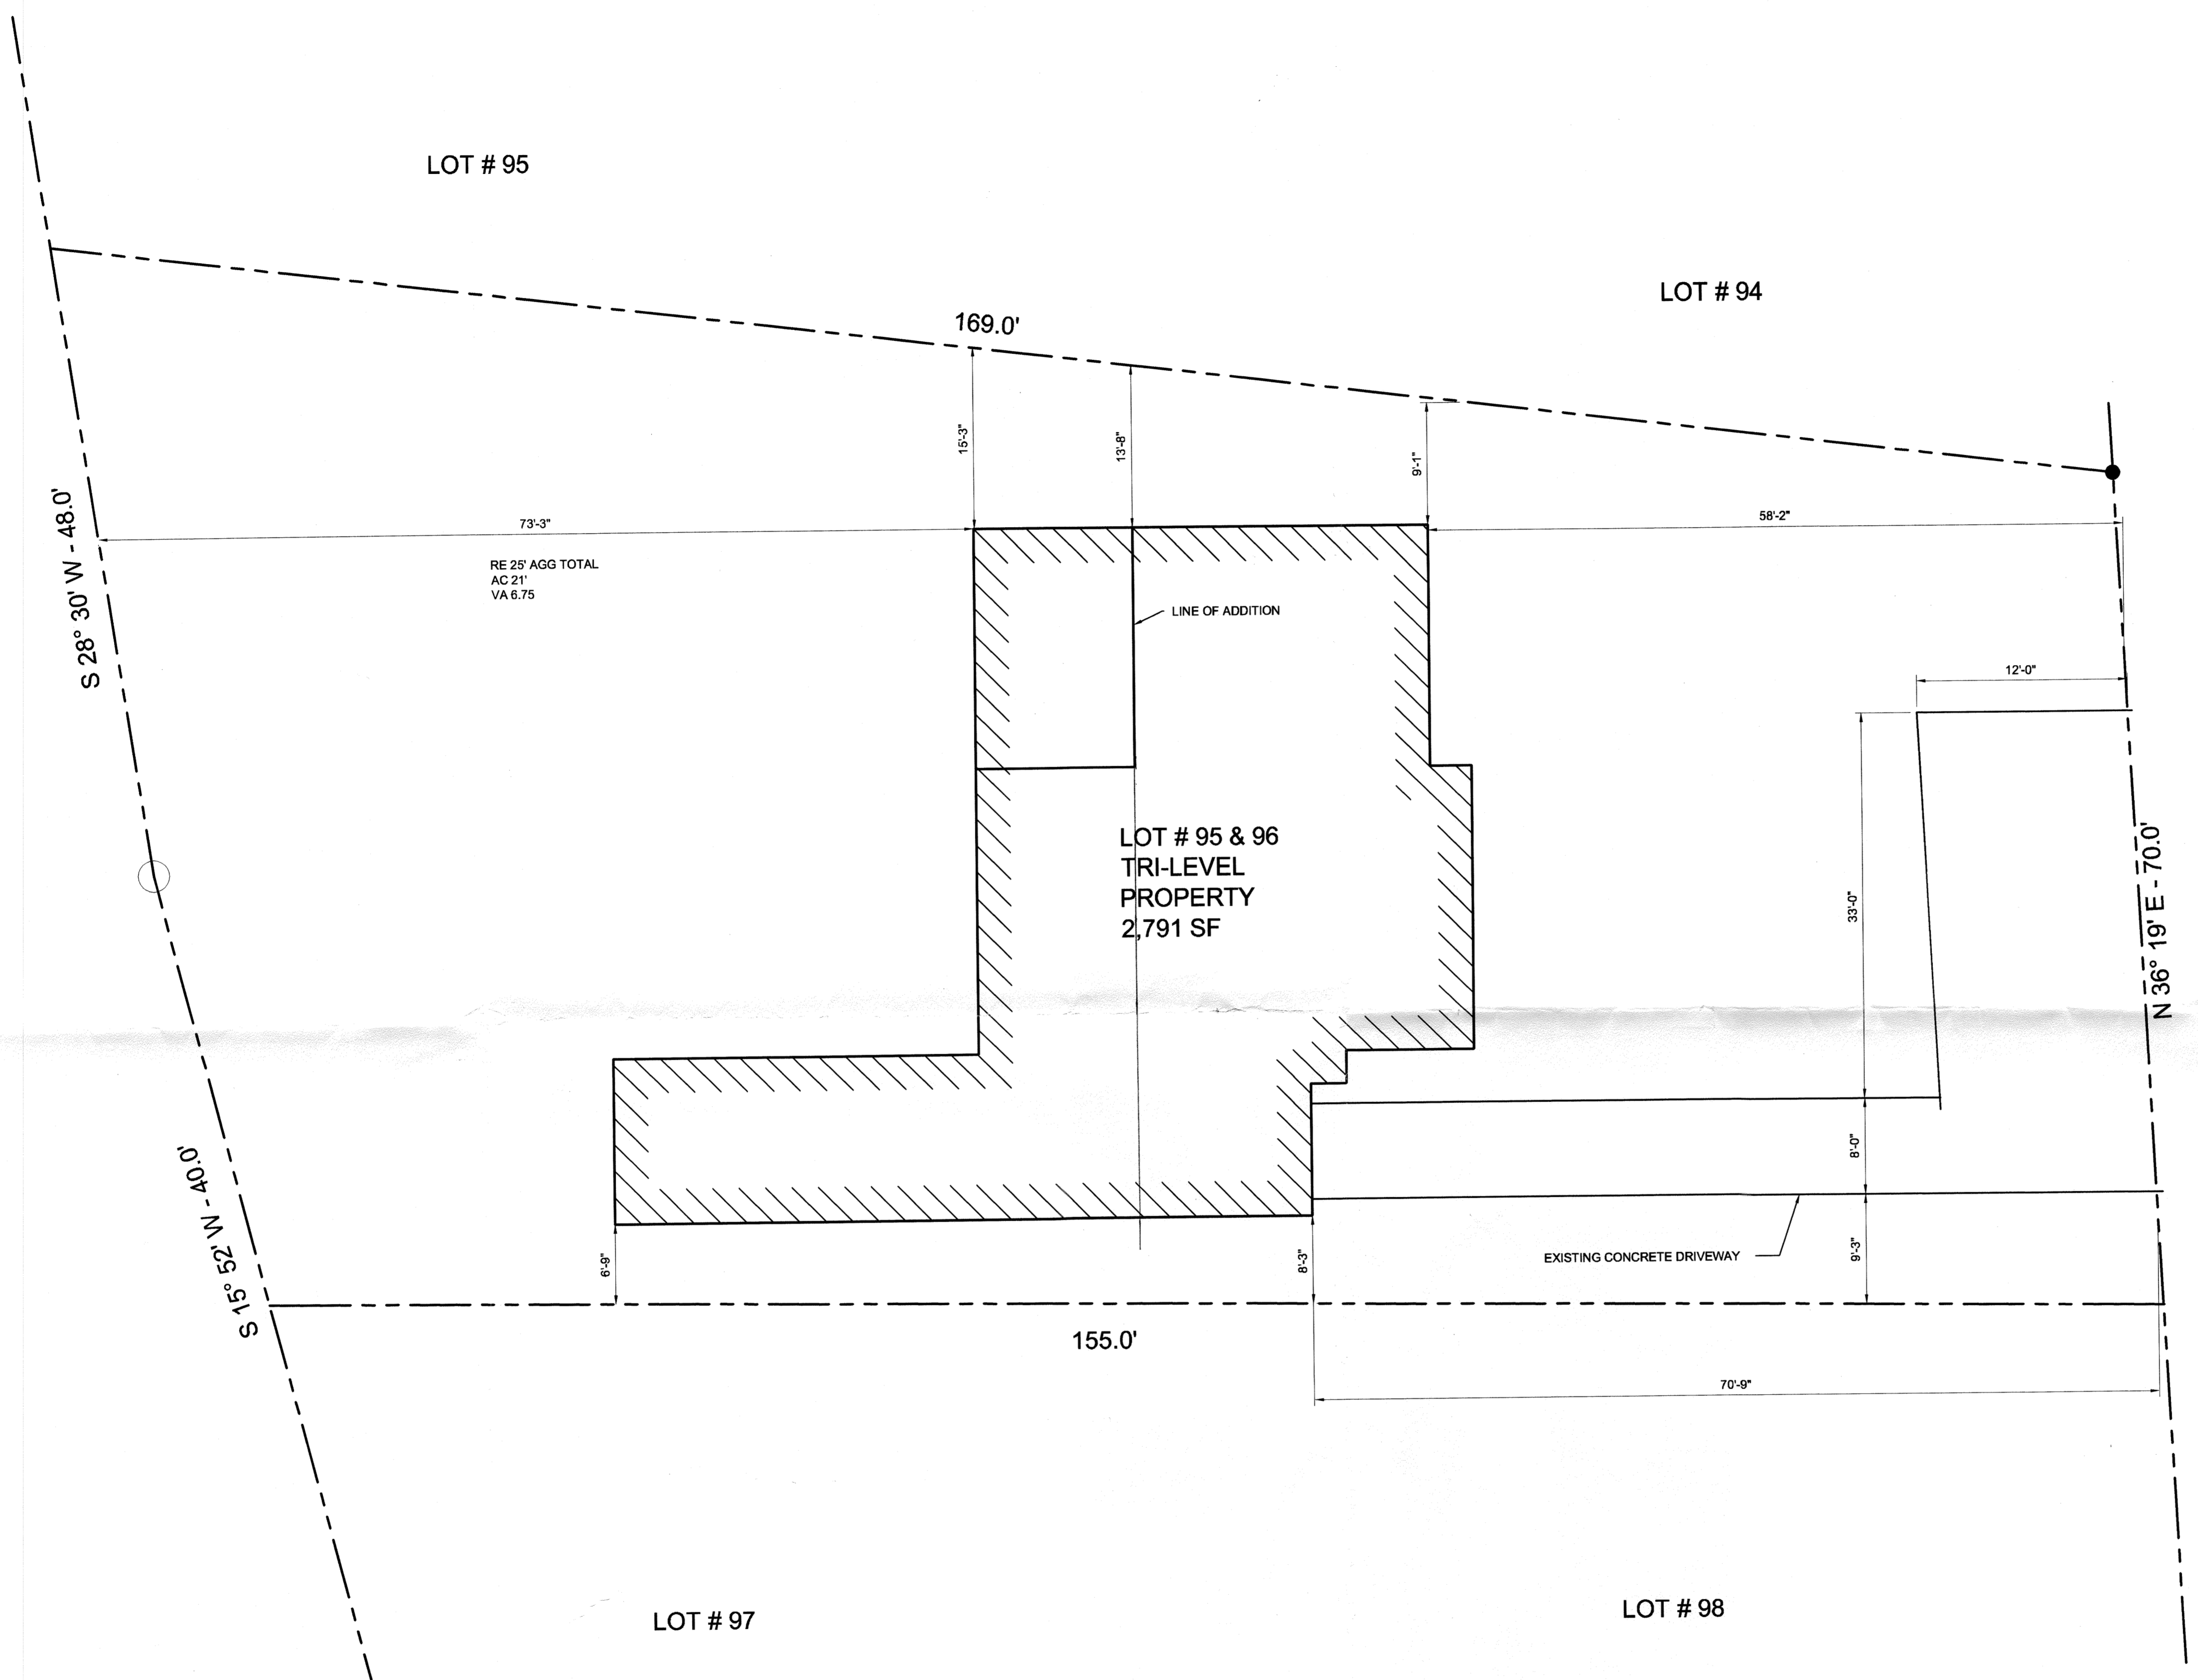 LOT # 95
LOT # 94
169.0'
15'-3"
13'-8"
9'-1"
73'-3"
58'-2"
S 28° 30' W - 48.0'
RE 25' AGG TOTAL
AC 21'
VA 6.75
LINE OF ADDITION
12'-0"
LOT # 95 & 96
TRI-LEVEL
PROPERTY
2,791 SF
33'-0"
N 36° 19' E - 70.0'
8'-0"
S 15° 52' W - 40.0'
6'-9"
8'-3"
EXISTING CONCRETE DRIVEWAY
9'-3"
155.0'
70'-9"
LOT # 97
LOT # 98